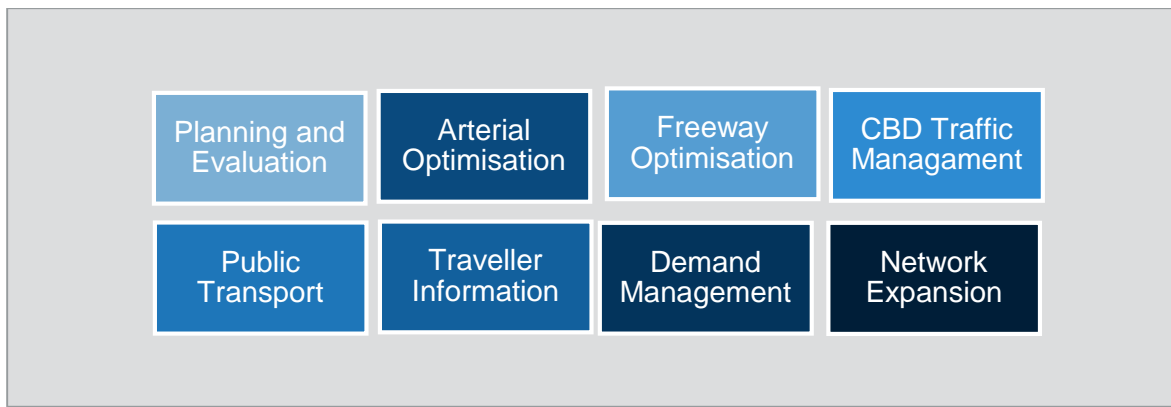 Planning and
Evaluation
Arterial
Optimisation
Freeway
Optimisation
CBD Traffic
Managament
Public
Transport
Traveller
Information
Demand
Management
Network
Expansion